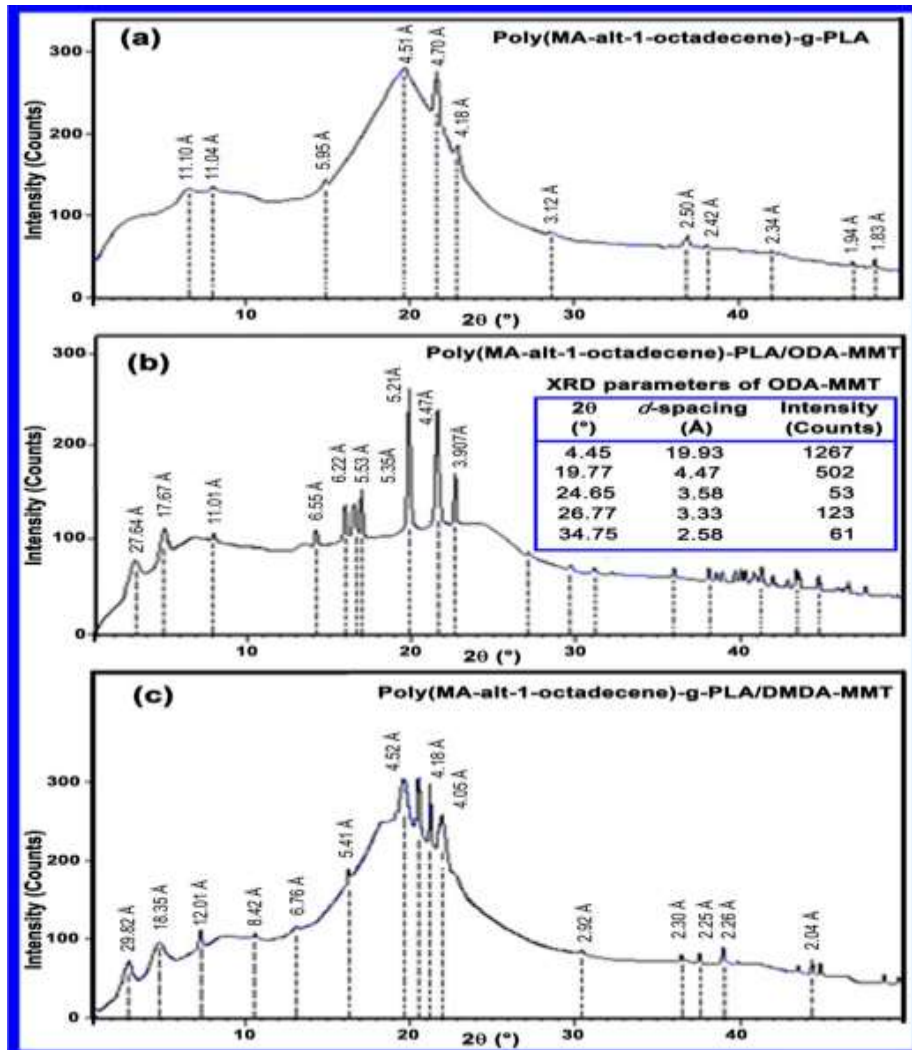 (a)
Poly(MA-alt-1-octadecene)-g-PLA
Intensity (Counts)
300
200
100
0
11.10 Å
11.04 Å
5.95 Å
4.51 Å
4.70 Å
4.18 Å
3.12 Å
2.50 Å
2.42 Å
2.34 Å
1.94 Å
1.83 Å
10
20
30
40
2θ (°)
(b)
Poly(MA-alt-1-octadecene)-PLA/ODA-MMT
Intensity (Counts)
300
200
100
0
27.64 Å
17.67 Å
11.01 Å
6.55 Å
6.22 Å
5.53 Å
5.35Å
5.21Å
4.47Å
3.907Å
XRD parameters of ODA-MMT
2θ d-spacing Intensity
(°) (Å) (Counts)
4.45 19.93 1267
19.77 4.47 502
24.65 3.58 53
26.77 3.33 123
34.75 2.58 61
10
20
30
40
2θ (°)
(c)
Poly(MA-alt-1-octadecene)-g-PLA/DMDA-MMT
Intensity (Counts)
300
200
100
0
29.82 Å
18.35 Å
12.01 Å
8.42 Å
6.76 Å
5.41 Å
4.52 Å
4.18 Å
4.05 Å
2.92 Å
2.30 Å
2.25 Å
2.26 Å
2.04 Å
10
20
30
40
2θ (°)